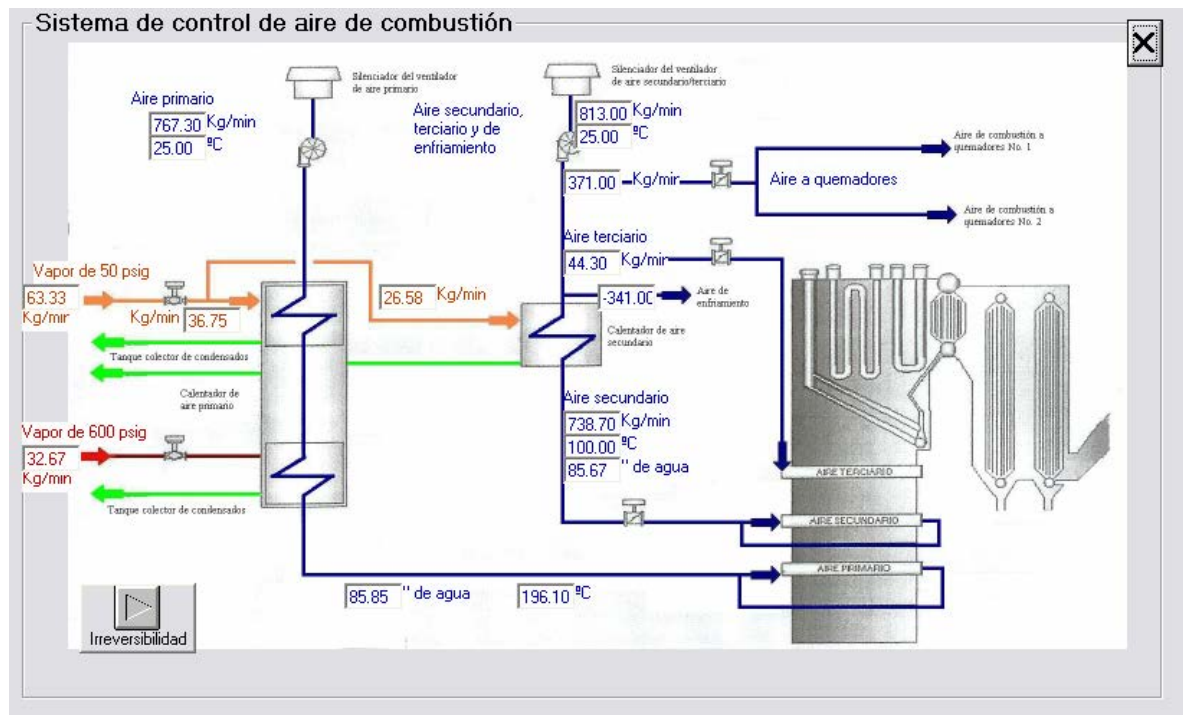 Sistema de control de aire de combustión
Silenciador del ventilador
de aire primario
Silenciador del ventilador
de aire secundario/terciario
Aire primario
767.30 Kg/min
25.00 ºC
Aire secundario,
terciario y de
enfriamiento
813.00 Kg/min
25.00 ºC
Aire de combustión a
quemadores No. 1
371.00 Kg/min
Aire a quemadores
Aire de combustión a
quemadores No. 2
Aire terciario
44.30 Kg/min
Vapor de 50 psig
63.33
Kg/min
Kg/min 36.75
26.58 Kg/min
-341.00
Aire de
enfriamiento
Calentador de aire
secundario
Tanque colector de condensados
Calentador de
aire primario
Aire secundario
738.70 Kg/min
100.00 ºC
85.67 " de agua
Vapor de 600 psig
32.67
Kg/min
Tanque colector de condensados
AIRE TERCIARIO
AIRE SECUNDARIO
AIRE PRIMARIO
85.85 " de agua
196.10 ºC
Irreversibilidad